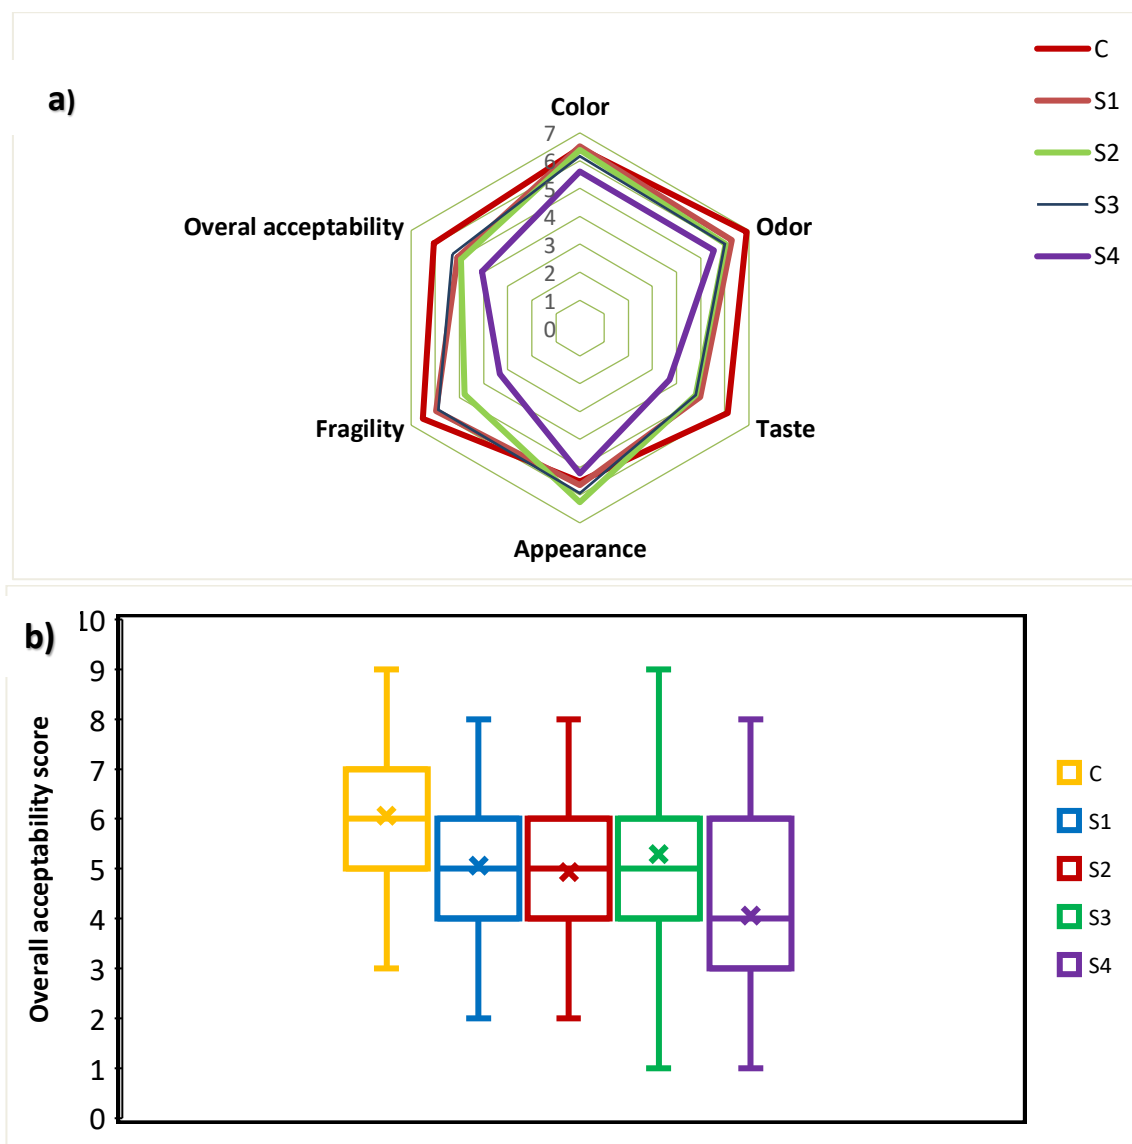 a)
C
S1
S2
S3
S4
Color
7
6
5
4
3
2
1
0
Overal acceptability
Odor
Fragility
Taste
Appearance
b)
10
9
8
7
6
5
4
3
2
1
0
Overall acceptability score
C
S1
S2
S3
S4